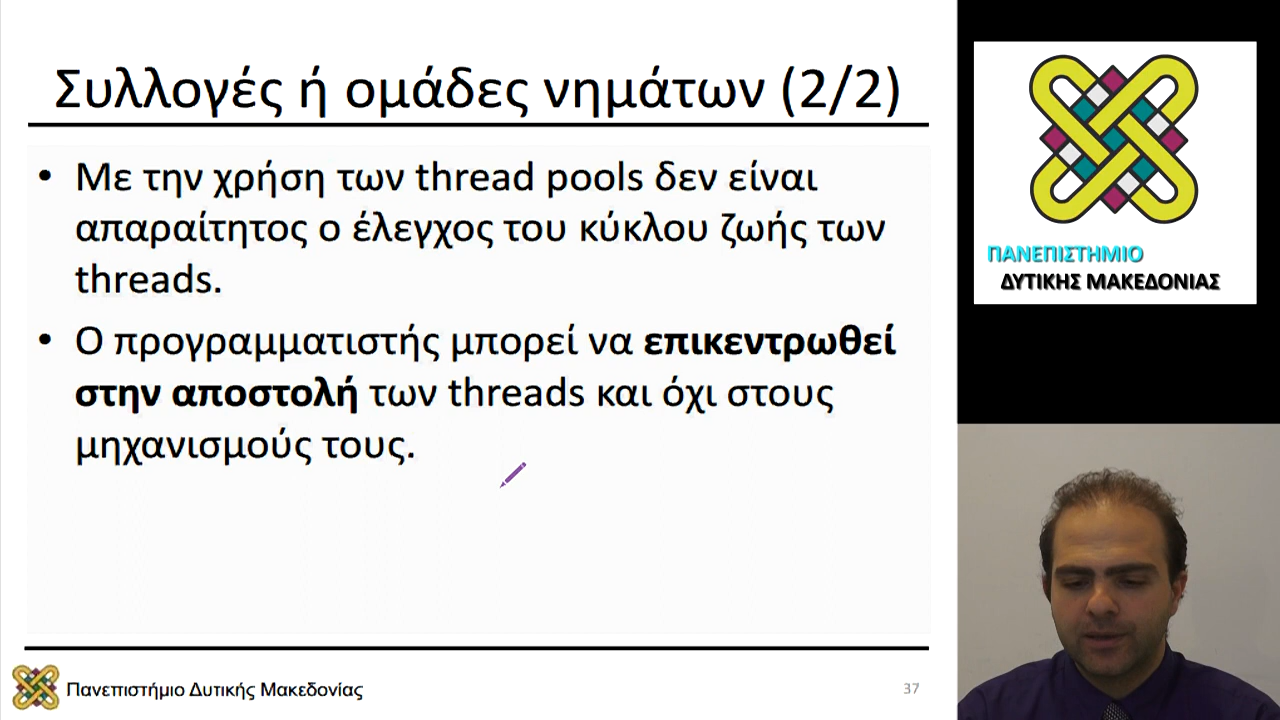 Συλλογές ή ομάδες νημάτων (2/2)
• Με την χρήση των thread pools δεν είναι
απαραίτητος ο έλεγχος του κύκλου ζωής των
threads.
• Ο προγραμματιστής μπορεί να επικεντρωθεί
στην αποστολή των threads και όχι στους
μηχανισμούς τους.
Πανεπιστήμιο Δυτικής Μακεδονίας
37
ΠΑΝΕΠΙΣΤΗΜΙΟ
ΔΥΤΙΚΗΣ ΜΑΚΕΔΟΝΙΑΣ